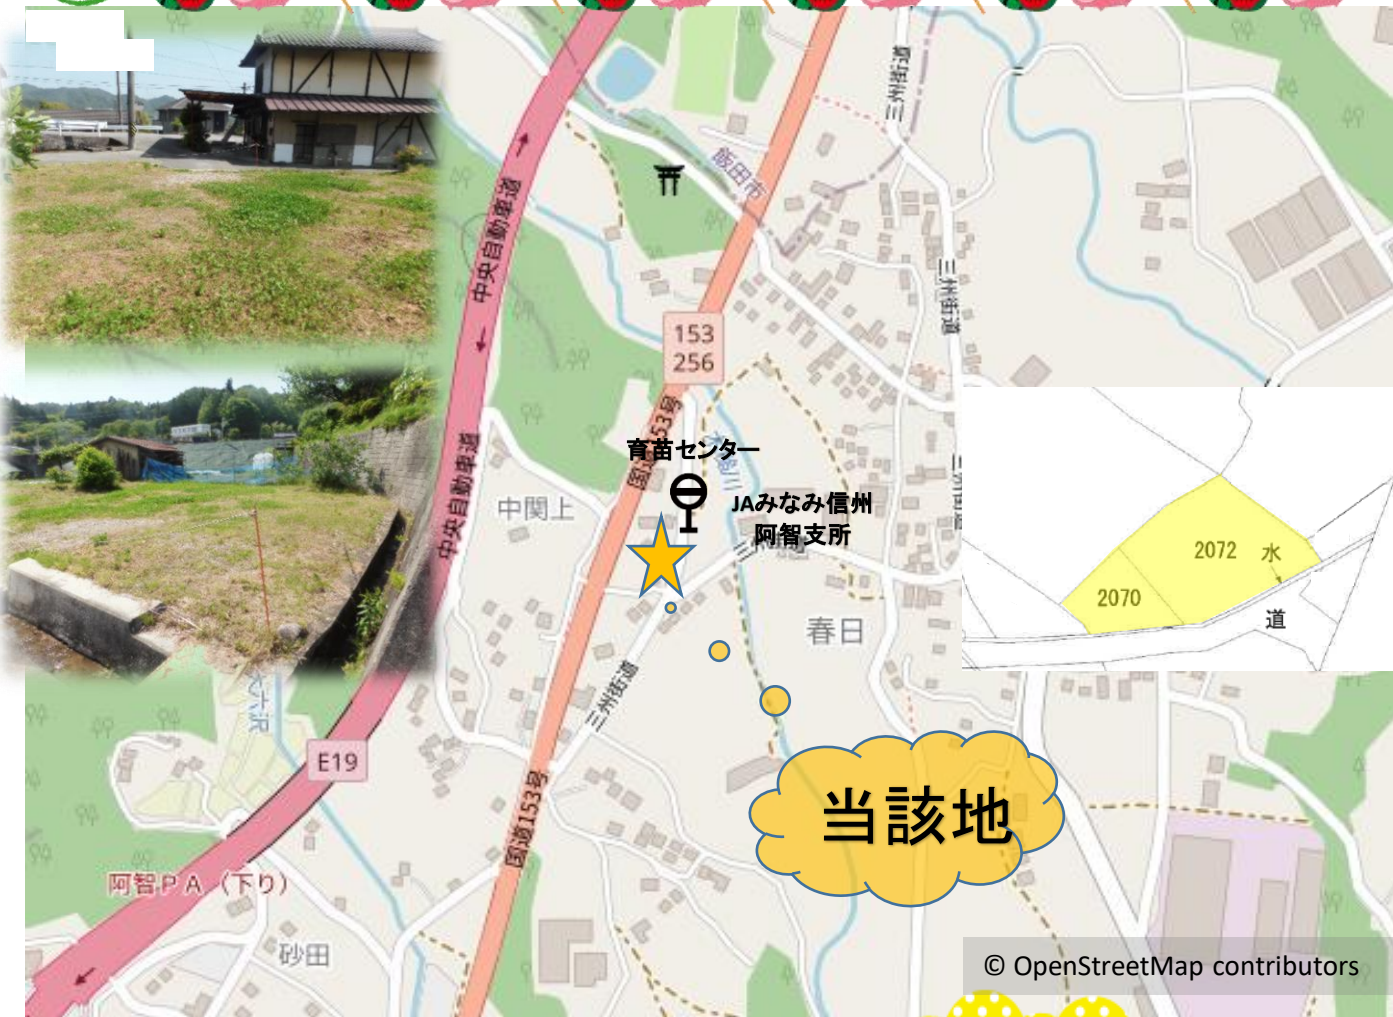 三州街道
飯田市
中央自動車道
三州街道
153
256
国道153号
育苗センター
JAみなみ信州
阿智支所
中関上
中央自動車道
春日
2072
水
2070
道
三州街道
E19
国道153号
当該地
阿智PA（下り）
砂田
© OpenStreetMap contributors